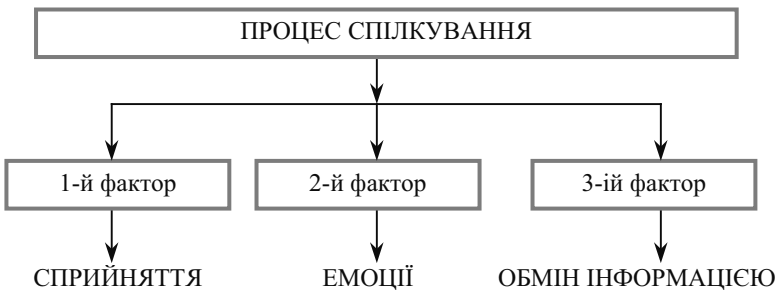 ПРОЦЕС СПІЛКУВАННЯ
1-й фактор
2-й фактор
3-ій фактор
СПРИЙНЯТТЯ
ЕМОЦІЇ
ОБМІН ІНФОРМАЦІЄЮ